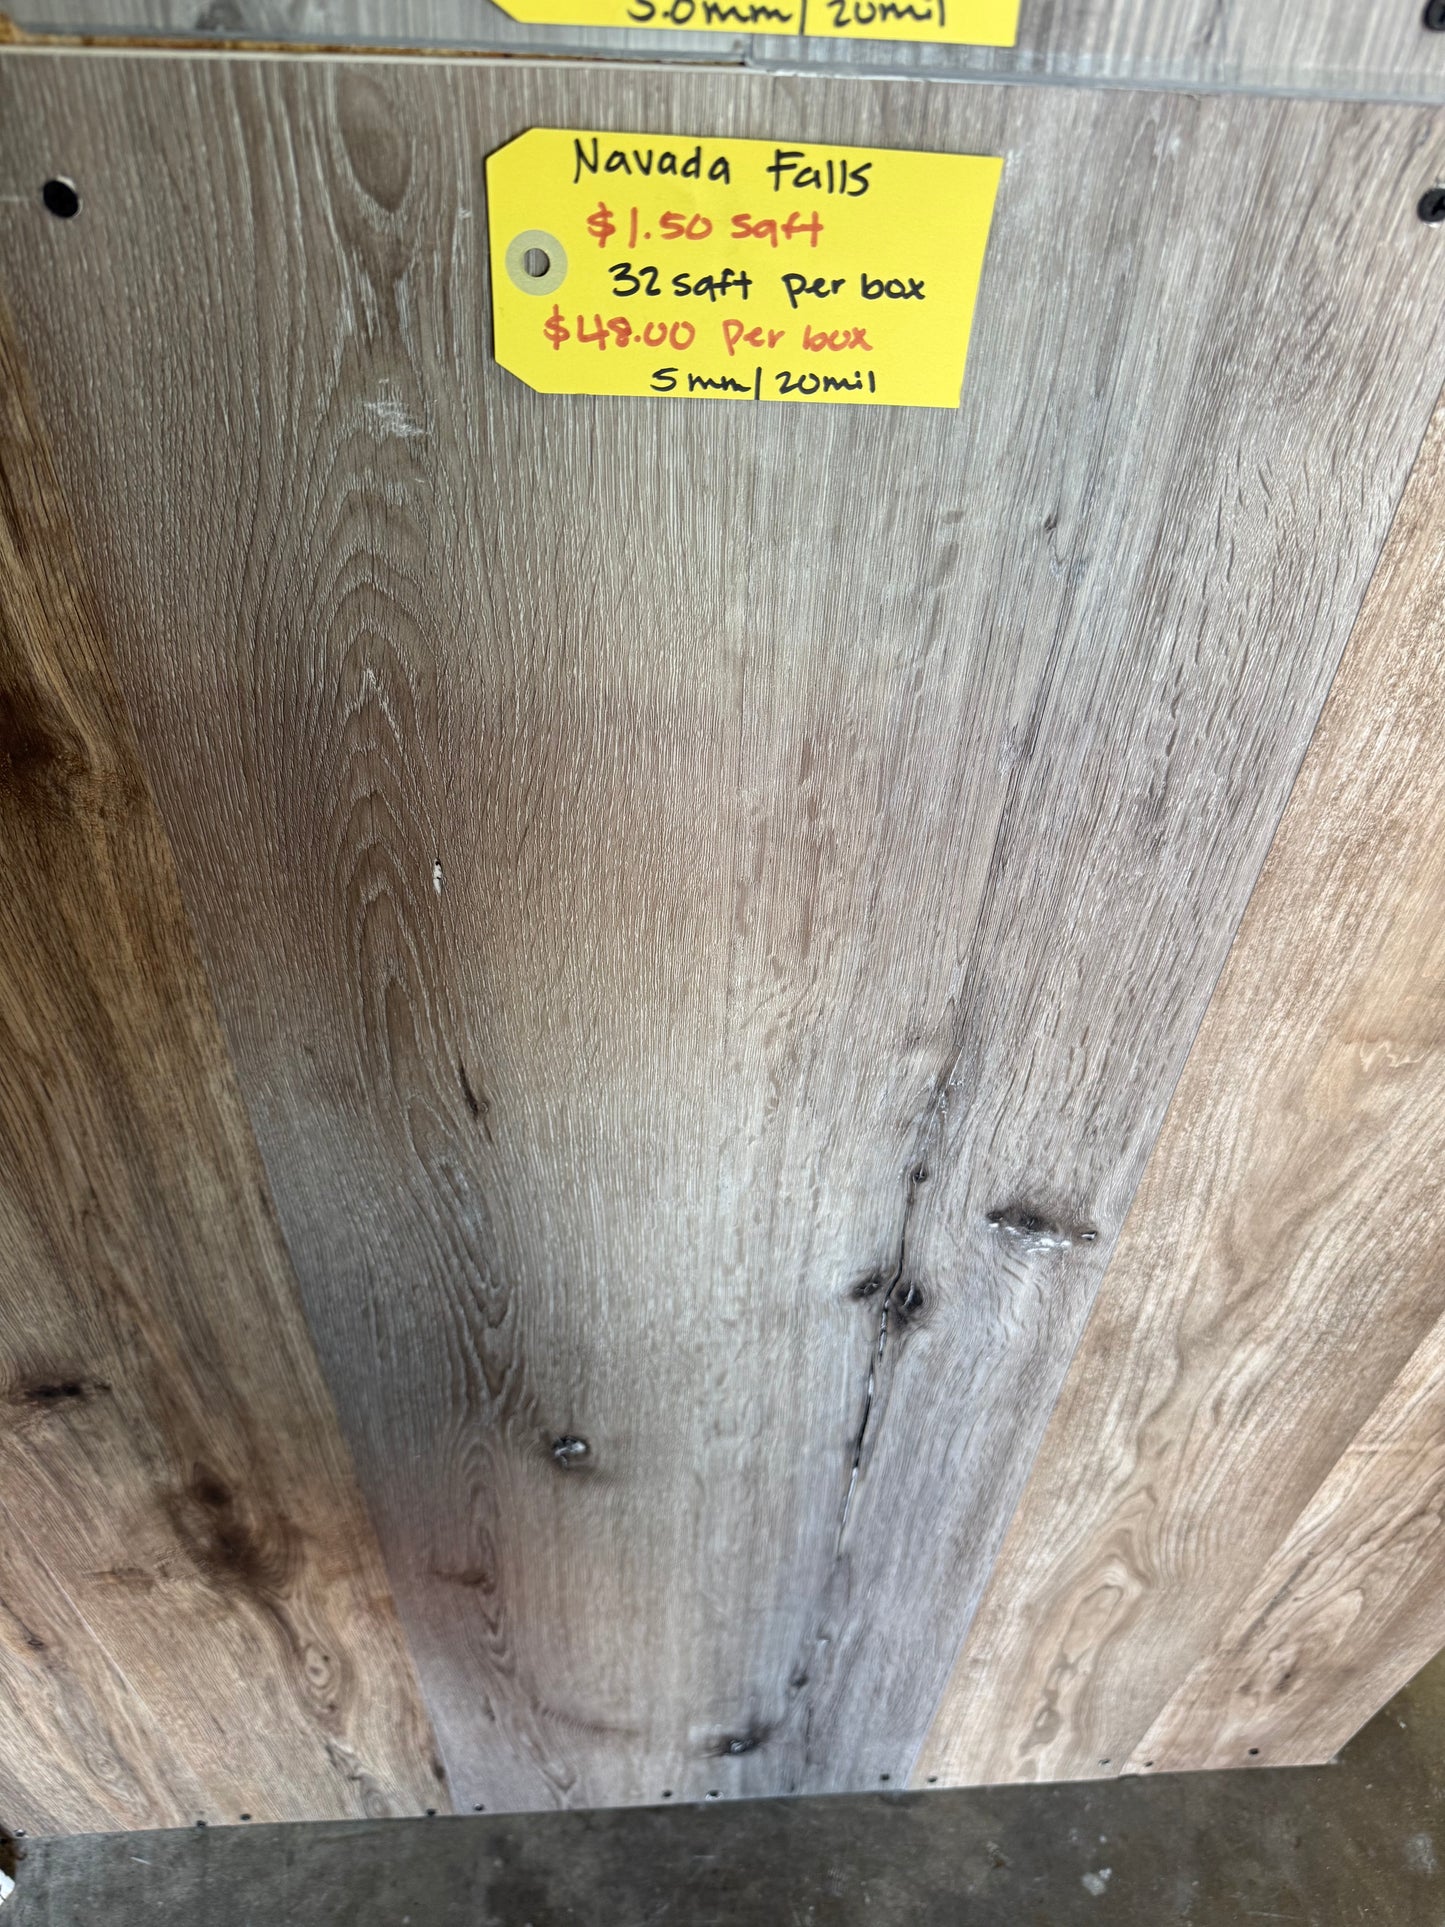 5.0mm| 20mil
Navada Falls
$1.50 sqft
32 sqft per box
$48.00 per box
5mm| 20mil